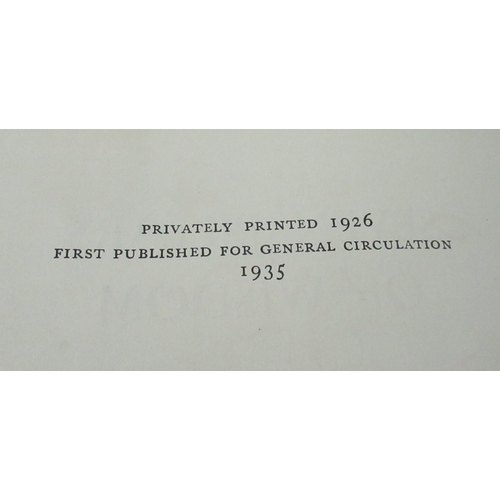 PRIVATELY PRINTED 1926
FIRST PUBLISHED FOR GENERAL CIRCULATION
1935